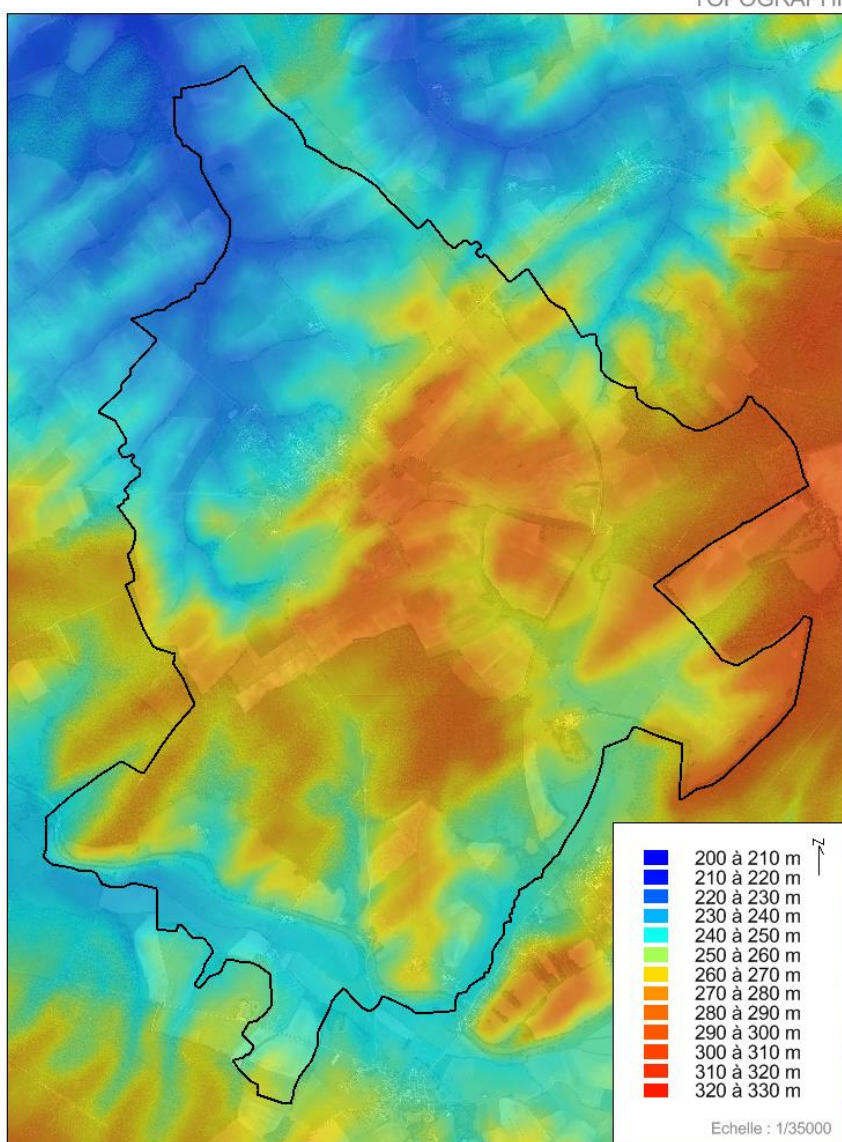 200 à 210 m
210 à 220 m
220 à 230 m
230 à 240 m
240 à 250 m
250 à 260 m
260 à 270 m
270 à 280 m
280 à 290 m
290 à 300 m
300 à 310 m
310 à 320 m
320 à 330 m
Echelle : 1/35000